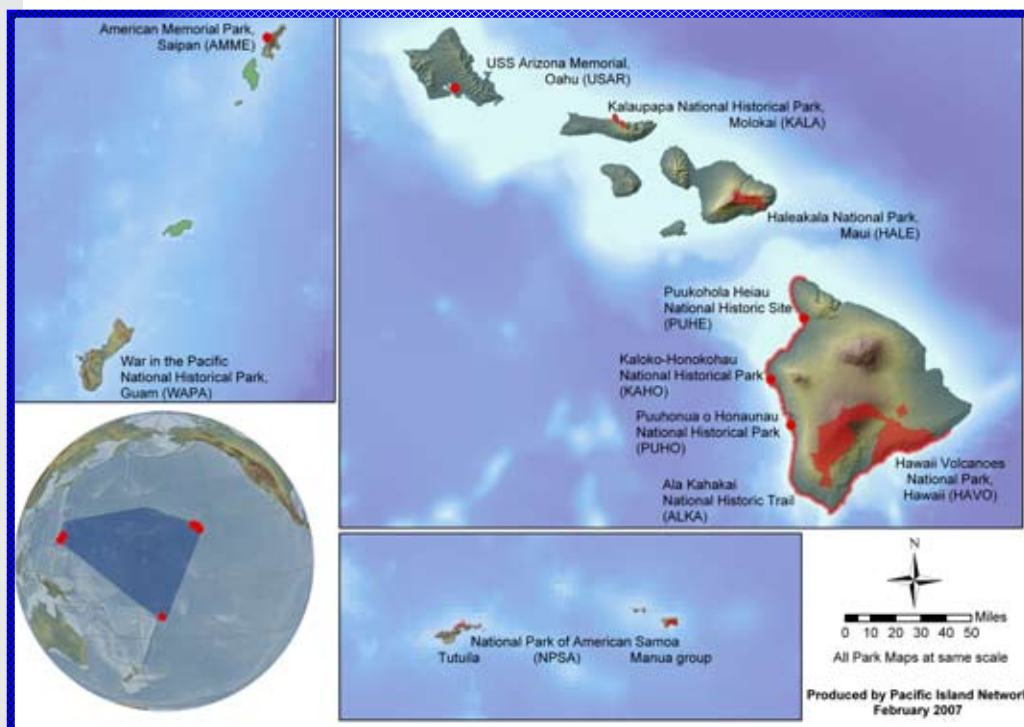 American Memorial Park,
Saipan (AMME)
War in the Pacific
National Historical Park,
Guam (WAPA)
USS Arizona Memorial,
Oahu (USAR)
Kalaupapa National Historical Park,
Molokai (KALA)
Haleakala National Park,
Maui (HALE)
Puukohola Heiau
National Historic Site
(PUHE)
Kaloko-Honokohau
National Historical Park
(KAHO)
Puuhonua o Honaunau
National Historical Park
(PUHO)
Ala Kahakai
National Historic Trail
(ALKA)
Hawaii Volcanoes
National Park,
Hawaii (HAVO)
National Park of American Samoa
Tutuila (NPSA) Manua group
N
Miles
0 10 20 30 40 50
All Park Maps at same scale
Produced by Pacific Island Network
February 2007